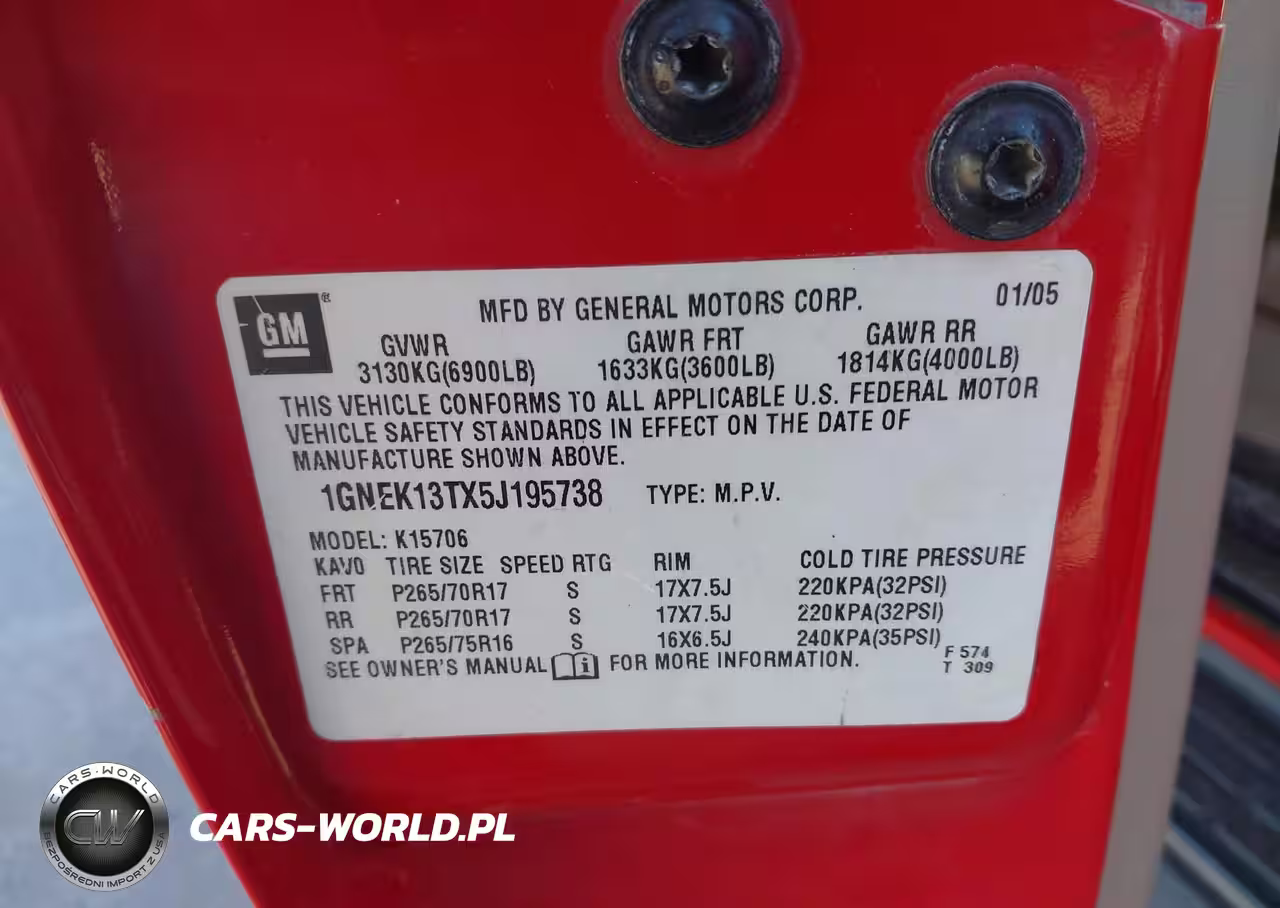 GM ®
MFD BY GENERAL MOTORS CORP. 01/05
GVWR GAWR FRT GAWR RR
3130KG(6900LB) 1633KG(3600LB) 1814KG(4000LB)
THIS VEHICLE CONFORMS TO ALL APPLICABLE U.S. FEDERAL MOTOR
VEHICLE SAFETY STANDARDS IN EFFECT ON THE DATE OF
MANUFACTURE SHOWN ABOVE.
1GNEK13TX5J195738 TYPE: M.P.V.
MODEL: K15706
KAV0 TIRE SIZE SPEED RTG RIM COLD TIRE PRESSURE
FRT P265/70R17 S 17X7.5J 220KPA(32PSI)
RR P265/70R17 S 17X7.5J 220KPA(32PSI)
SPA P265/75R16 S 16X6.5J 240KPA(35PSI)
SEE OWNER'S MANUAL i FOR MORE INFORMATION.
F 574
T 309
CARS-WORLD
CW
BEZPOŚREDNI IMPORT Z USA
CARS-WORLD.PL